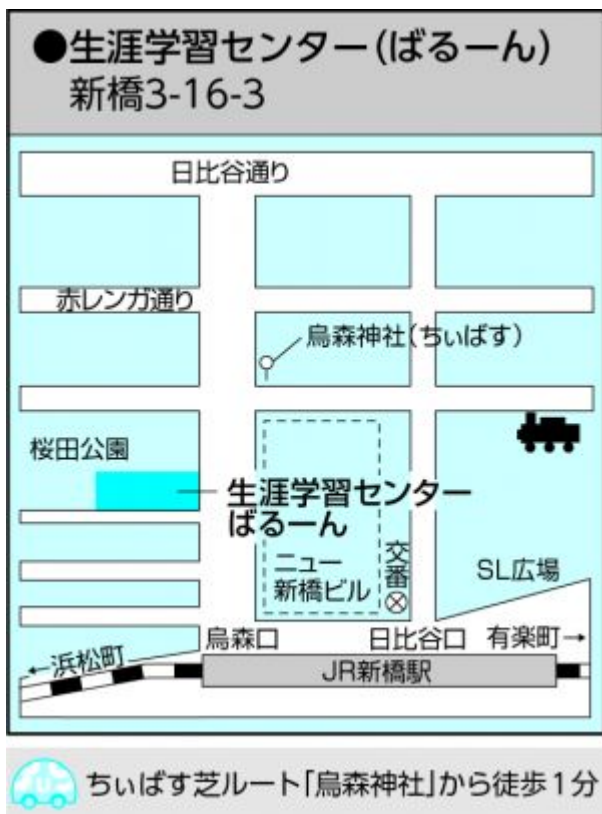 ●生涯学習センター(ばるーん)
新橋3-16-3
日比谷通り
赤レンガ通り
烏森神社(ちぃばす)
桜田公園
生涯学習センター
ばるーん
ニュー
新橋ビル
交番
SL広場
烏森口
日比谷口
有楽町→
←浜松町
JR新橋駅
ちぃばす芝ルート「烏森神社」から徒歩1分